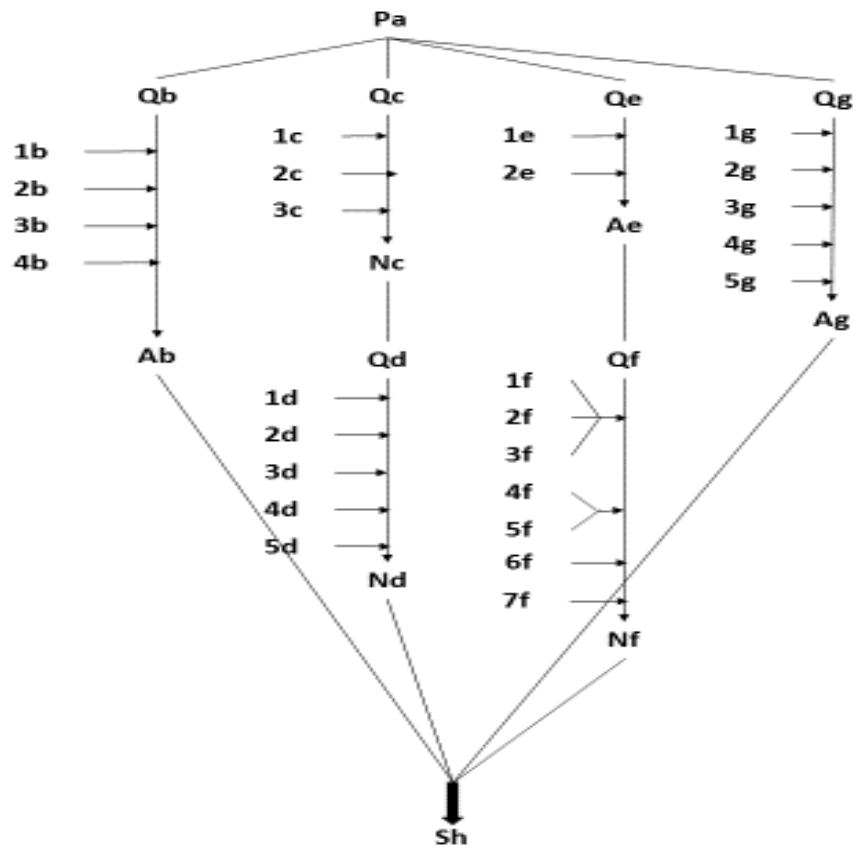 Pa
Qb Qc Qe Qg
1b 1c 1e 1g
2b 2c 2e 2g
3b 3c Ae 3g
4b Nc 4g
5g
Ab Qd Qf Ag
1d 1f
2d 2f
3d 3f
4d 4f
5d 5f
Nd 6f
7f
Nf
Sh